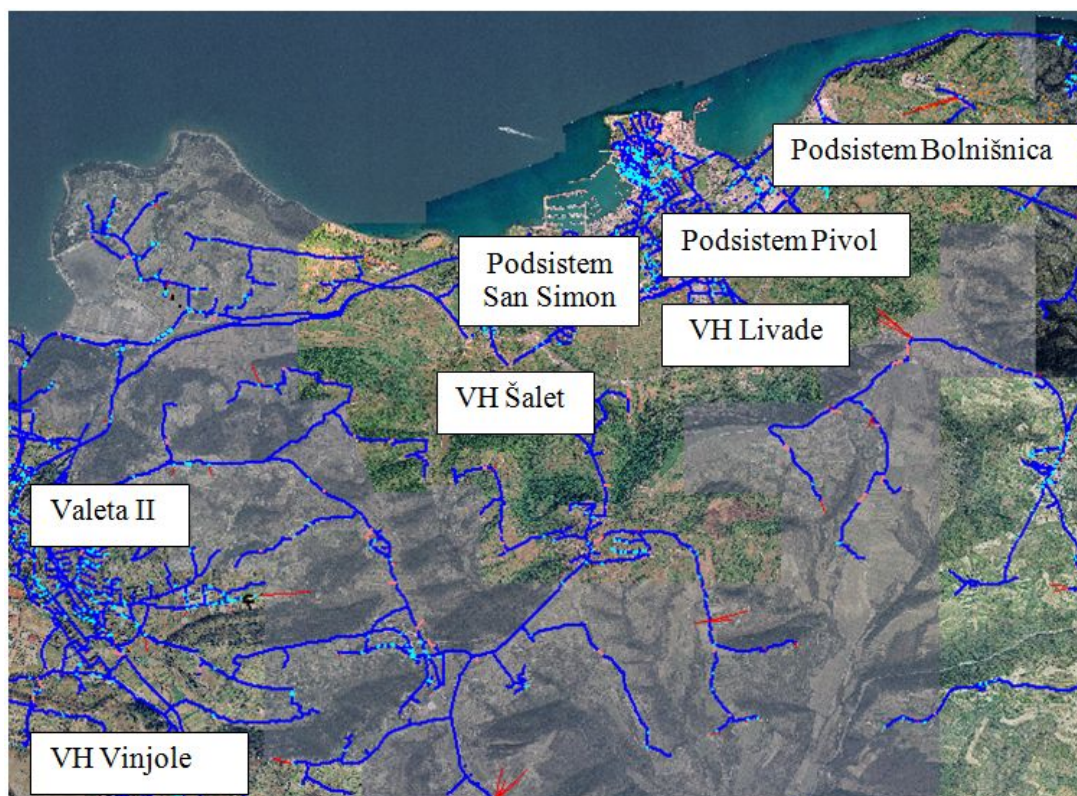 Podsistem Bolnišnica
Podsistem Pivol
Podsistem
San Simon
VH Livade
VH Šalet
Valeta II
VH Vinjole